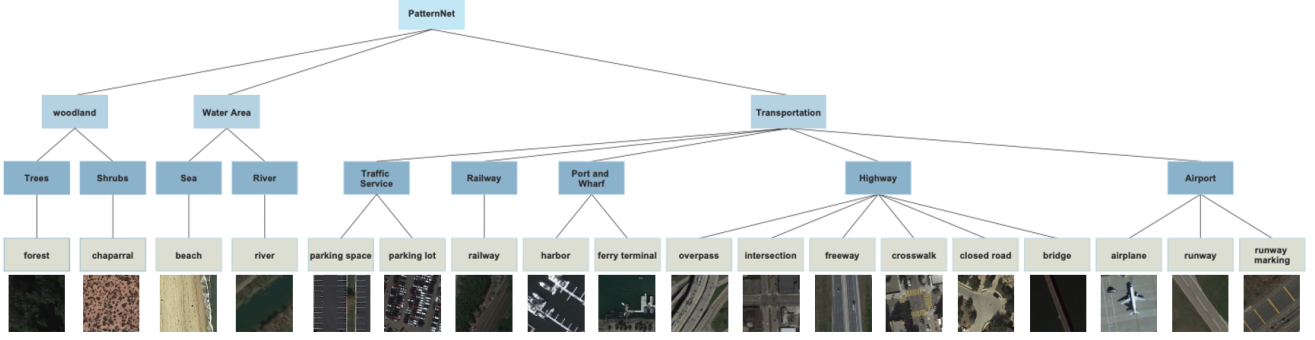 PatternNet
woodland
Water Area
Transportation
Trees
Shrubs
Sea
River
Traffic
Service
Railway
Port and
Wharf
Highway
Airport
forest
chaparral
beach
river
parking space
parking lot
railway
harbor
ferry terminal
overpass
intersection
freeway
crosswalk
closed road
bridge
airplane
runway
runway
marking